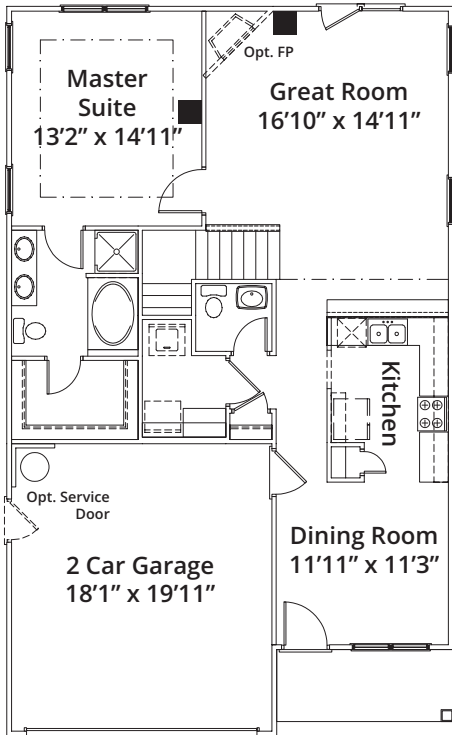 Master
Suite
13’2” x 14’11”
Opt. FP
Great Room
16’10” x 14’11”
Kitchen
Opt. Service
Door
2 Car Garage
18’1” x 19’11”
Dining Room
11’11” x 11’3”